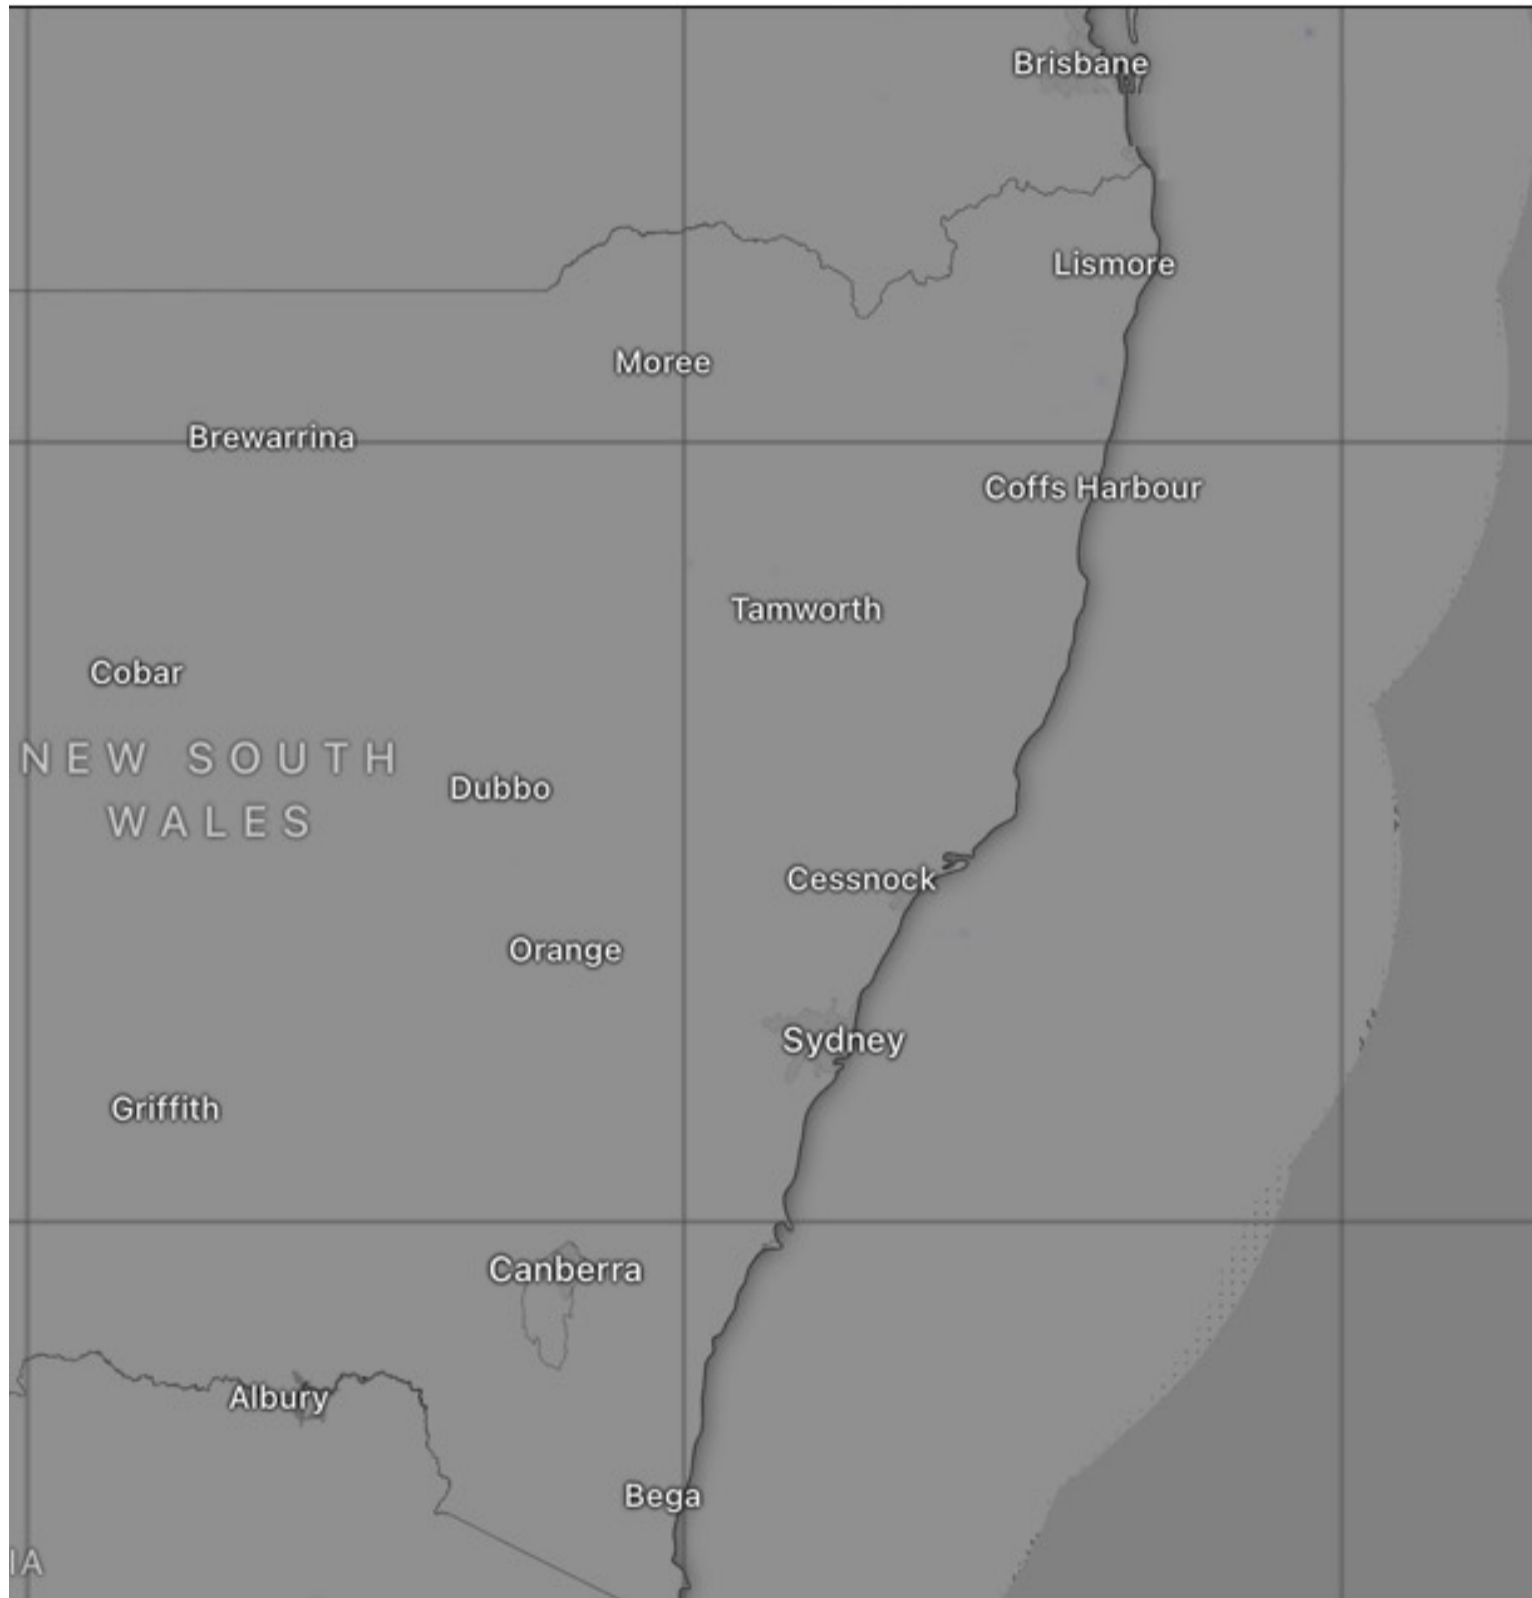 Brisbane
Lismore
Moree
Brewarrina
Coffs Harbour
Tamworth
Cobar
NEW SOUTH
WALES
Dubbo
Cessnock
Orange
Sydney
Griffith
Canberra
Albury
Bega
IA